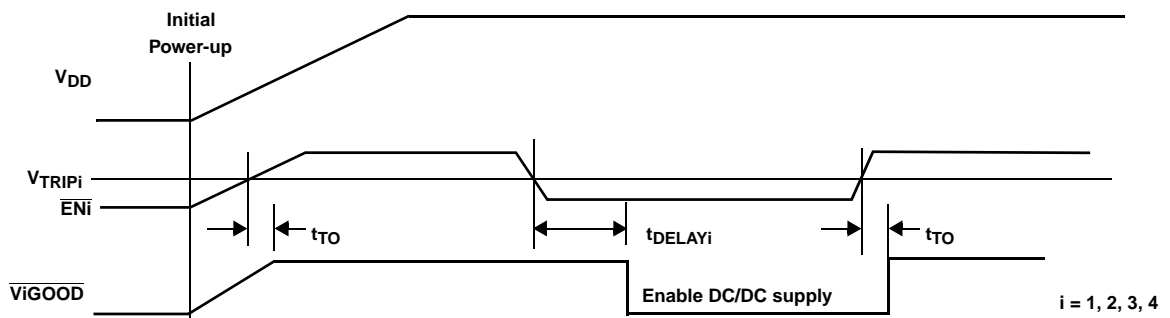 Initial
Power-up
VDD
VTRIPi
ENi
tTO
tDELAYi
tTO
ViGOOD
Enable DC/DC supply
i = 1, 2, 3, 4